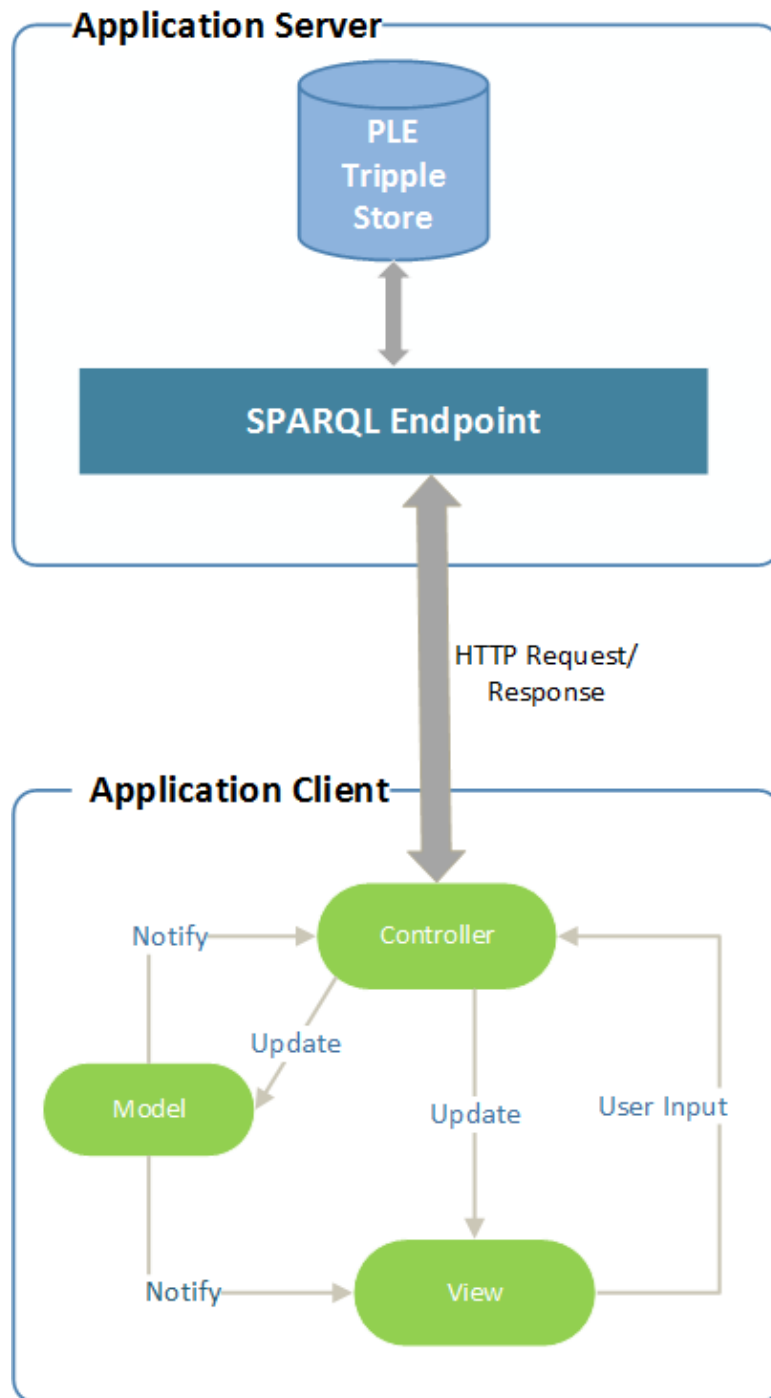 Application Server
PLE
Tripple
Store
SPARQL Endpoint
HTTP Request/
Response
Application Client
Notify
Controller
Update
Model
Update
User Input
Notify
View